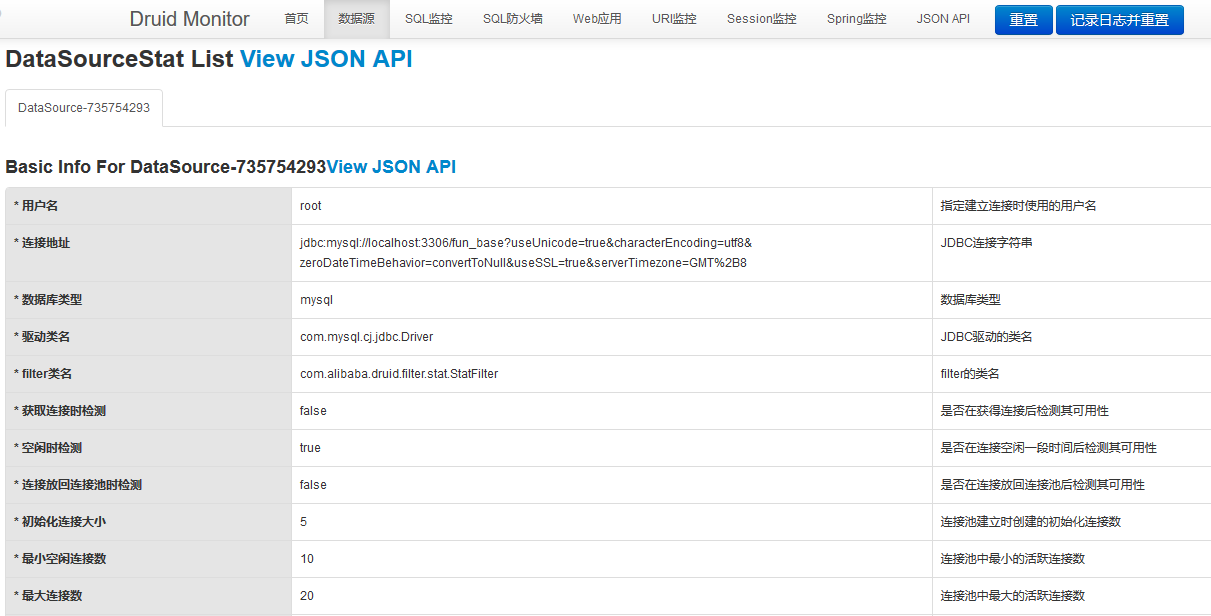 Druid Monitor 首页 数据源 SQL监控 SQL防火墙 Web应用 URI监控 Session监控 Spring监控 JSON API 重置 记录日志并重置
DataSourceStat List View JSON API
DataSource-735754293
Basic Info For DataSource-735754293View JSON API
* 用户名 root 指定建立连接时使用的用户名
* 连接地址 jdbc:mysql://localhost:3306/fun_base?useUnicode=true&characterEncoding=utf8& JDBC连接字符串
zeroDateTimeBehavior=convertToNull&useSSL=true&serverTimezone=GMT%2B8
* 数据库类型 mysql 数据库类型
* 驱动类名 com.mysql.cj.jdbc.Driver JDBC驱动的类名
* filter类名 com.alibaba.druid.filter.stat.StatFilter filter的类名
* 获取连接时检测 false 是否在获得连接后检测其可用性
* 空闲时检测 true 是否在连接空闲一段时间后检测其可用性
* 连接放回连接池时检测 false 是否在连接放回连接池后检测其可用性
* 初始化连接大小 5 连接池建立时创建的初始化连接数
* 最小空闲连接数 10 连接池中最小的活跃连接数
* 最大连接数 20 连接池中最大的活跃连接数